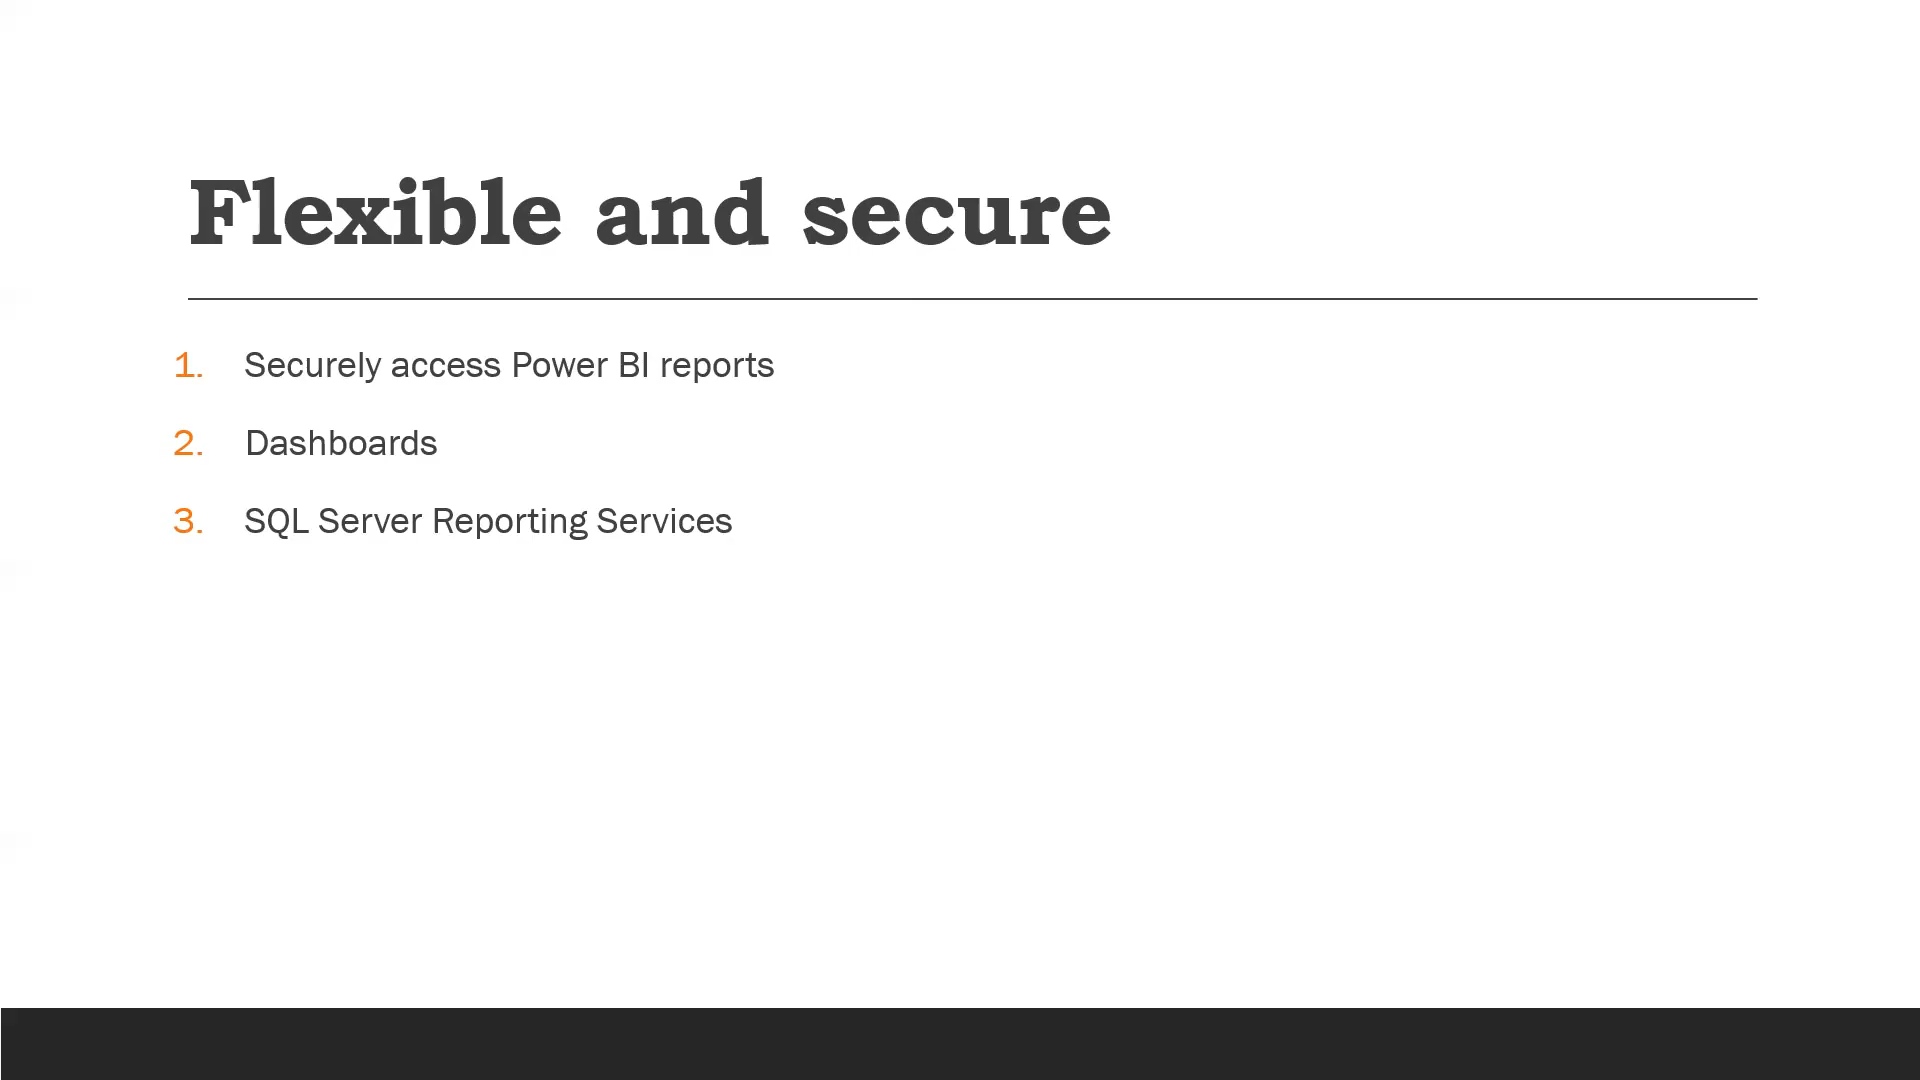 Flexible and secure
1. Securely access Power BI reports
2. Dashboards
3. SQL Server Reporting Services